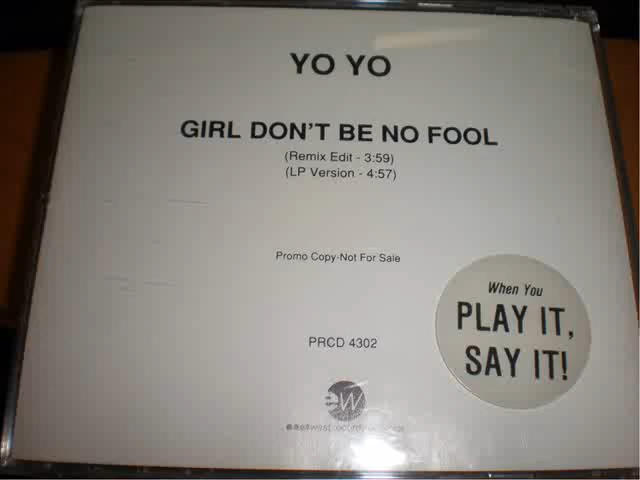 YO YO
GIRL DON'T BE NO FOOL
(Remix Edit - 3:59)
(LP Version - 4:57)
Promo Copy-Not For Sale
When You
PLAY IT,
SAY IT!
PRCD 4302
ew